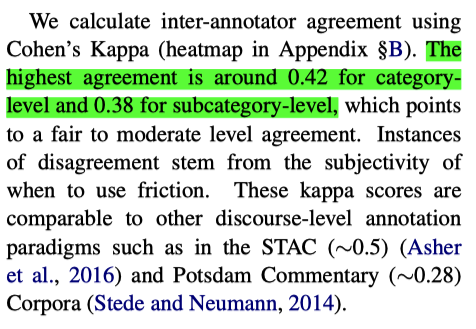 We calculate inter-annotator agreement using
Cohen's Kappa (heatmap in Appendix §B). The
highest agreement is around 0.42 for category-
level and 0.38 for subcategory-level, which points
to a fair to moderate level agreement. Instances
of disagreement stem from the subjectivity of
when to use friction. These kappa scores are
comparable to other discourse-level annotation
paradigms such as in the STAC (~0.5) (Asher
et al., 2016) and Potsdam Commentary (~0.28)
Corpora (Stede and Neumann, 2014).